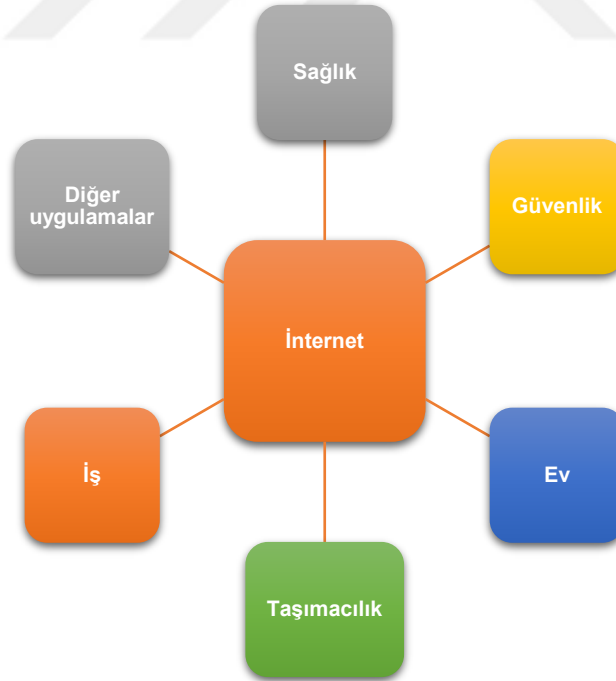 Sağlık
Diğer
uygulamalar
Güvenlik
İnternet
İş
Ev
Taşımacılık